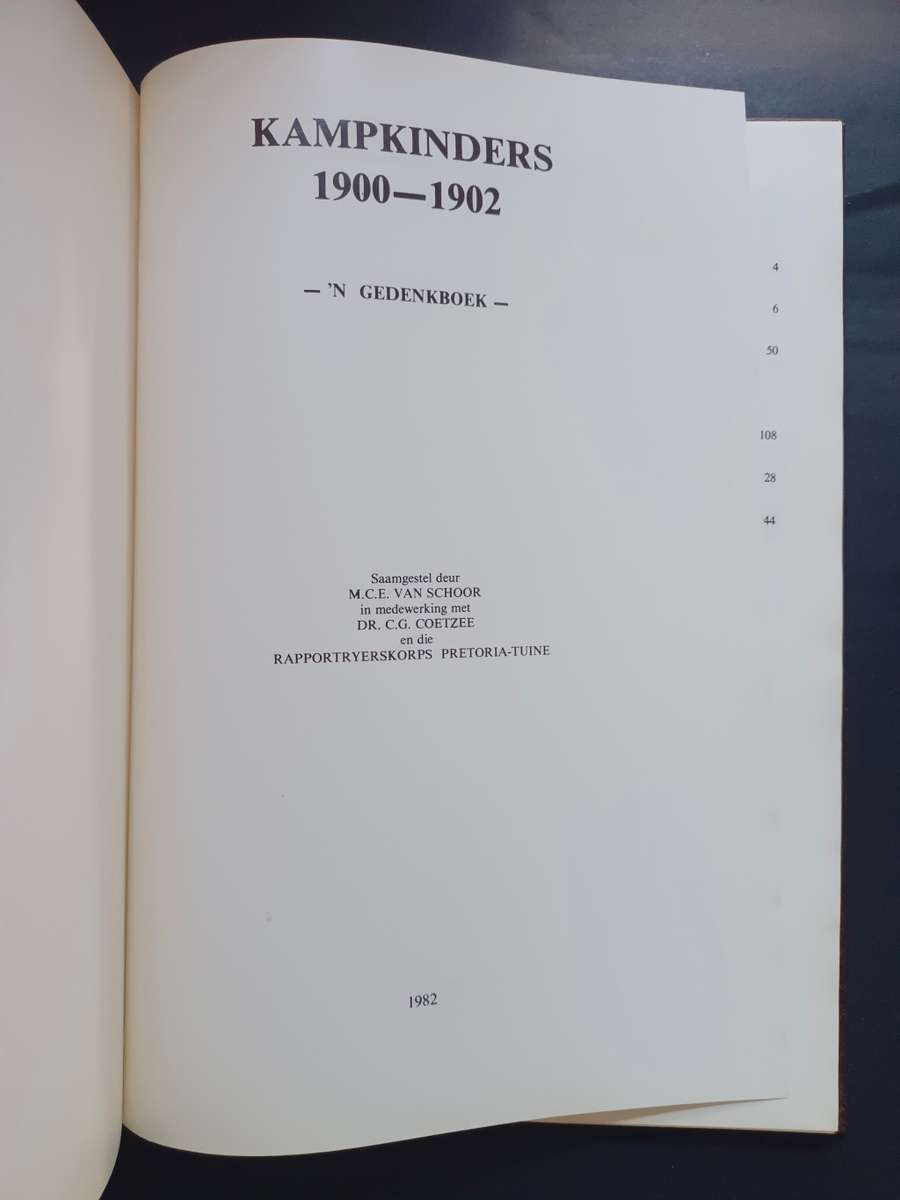 KAMPKINDERS
1900—1902
— 'N GEDENKBOEK —
Saamgestel deur
M.C.E. VAN SCHOOR
in medewerking met
DR. C.G. COETZEE
en die
RAPPORTRYERSKORPS PRETORIA-TUINE
1982
4
6
50
108
28
44